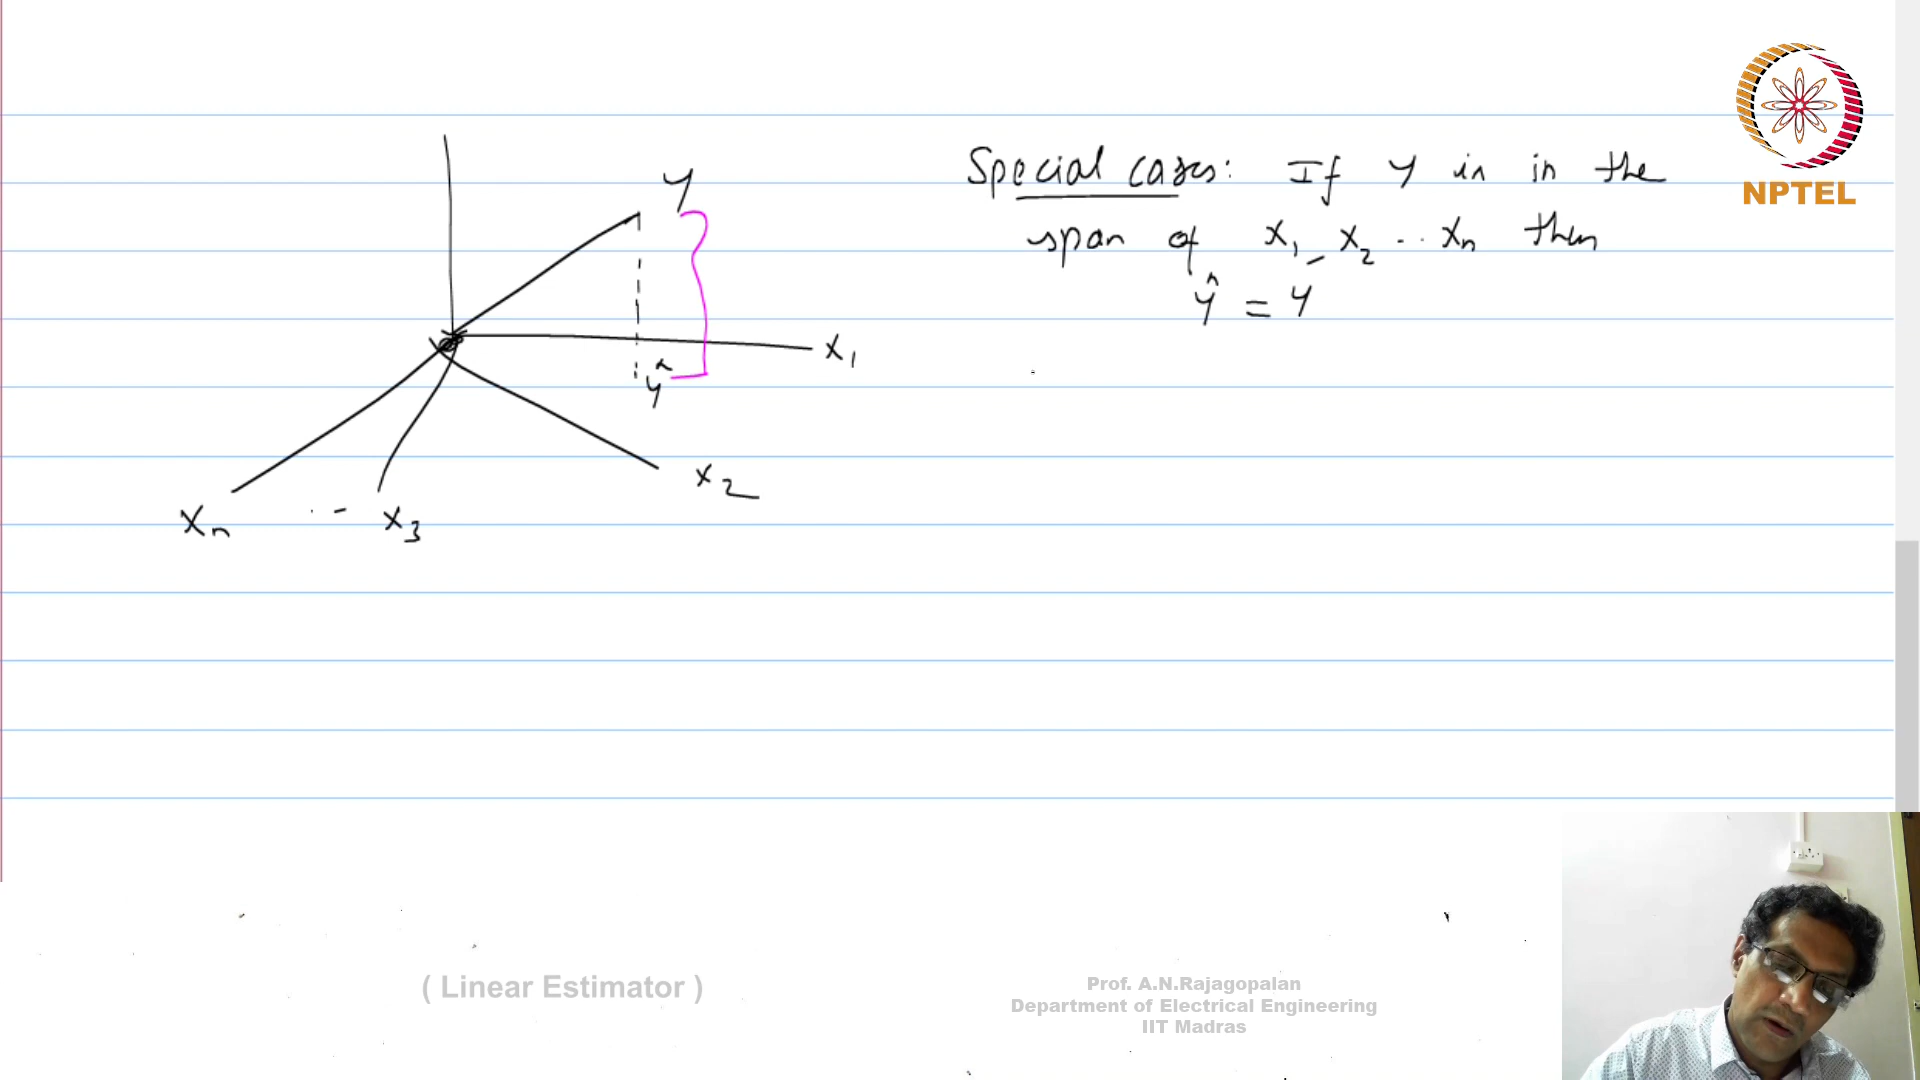 Special cases: If Y is in the
span of X1, X2 .. Xn then
Ŷ = Y
Y
X1
Ŷ
X2
Xn .. X3
NPTEL
( Linear Estimator )
Prof. A.N.Rajagopalan
Department of Electrical Engineering
IIT Madras